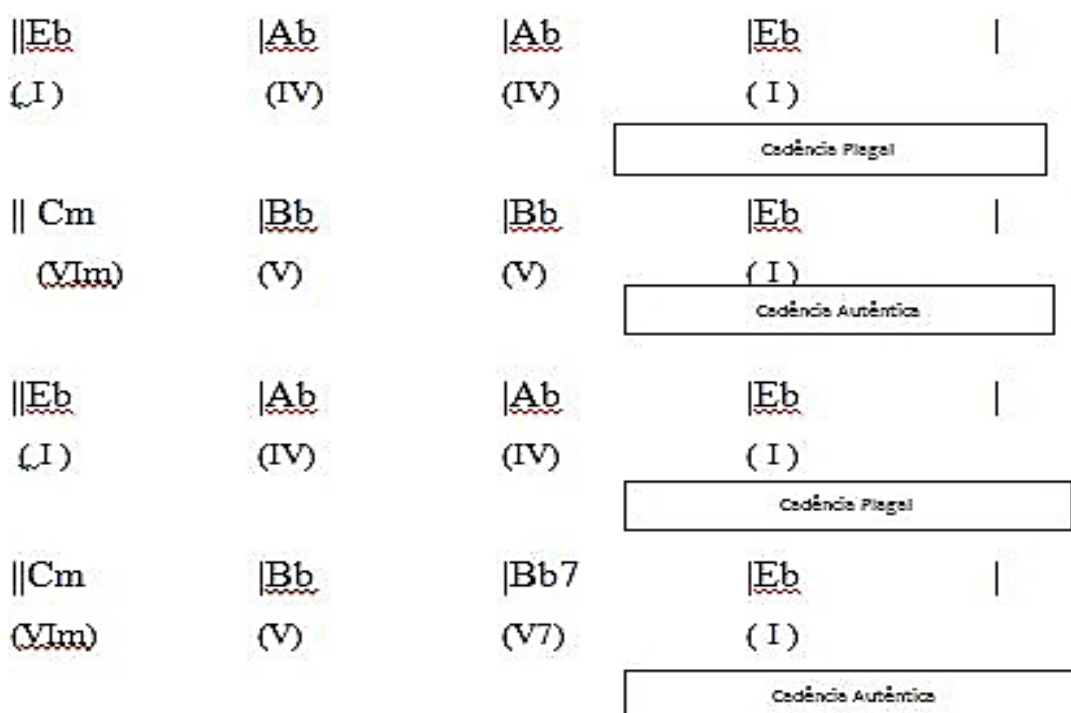 ||Eb |Ab |Ab |Eb |
( I ) (IV) (IV) ( I )
Cadência Plagal
|| Cm |Bb |Bb |Eb |
(VIm) (V) (V) ( I )
Cadência Autêntica
||Eb |Ab |Ab |Eb |
( I ) (IV) (IV) ( I )
Cadência Plagal
||Cm |Bb |Bb7 |Eb |
(VIm) (V) (V7) ( I )
Cadência Autêntica